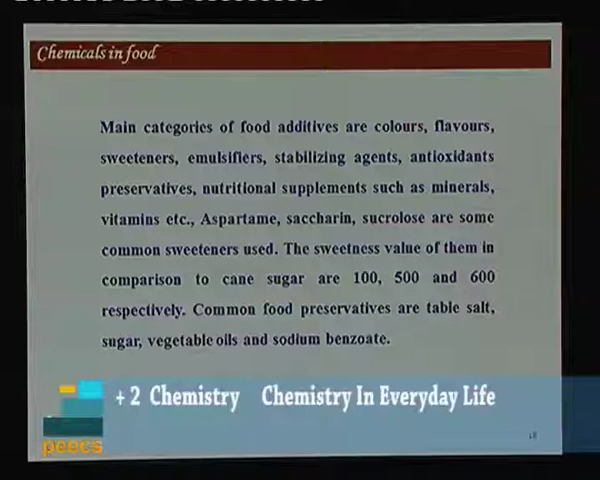 Chemicals in food
Main categories of food additives are colours, flavours,
sweeteners, emulsifiers, stabilizing agents, antioxidants
preservatives, nutritional supplements such as minerals,
vitamins etc., Aspartame, saccharin, sucrolose are some
common sweeteners used. The sweetness value of them in
comparison to cane sugar are 100, 500 and 600
respectively. Common food preservatives are table salt,
sugar, vegetable oils and sodium benzoate.
+ 2 Chemistry Chemistry In Everyday Life
peecs
18